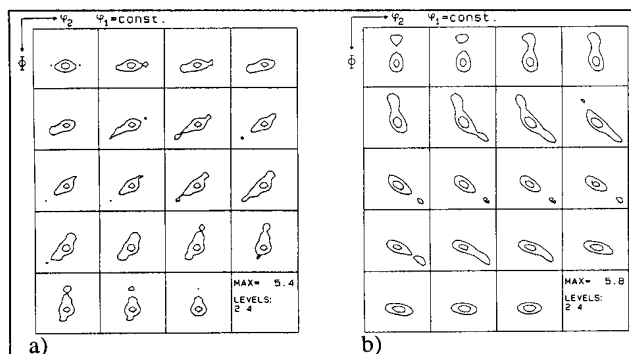 φ₂ φ₁=const.
Φ
MAX= 5.4
LEVELS:
2 4
a)
φ₂ φ₁=const.
Φ
MAX= 5.8
LEVELS:
2 4
b)